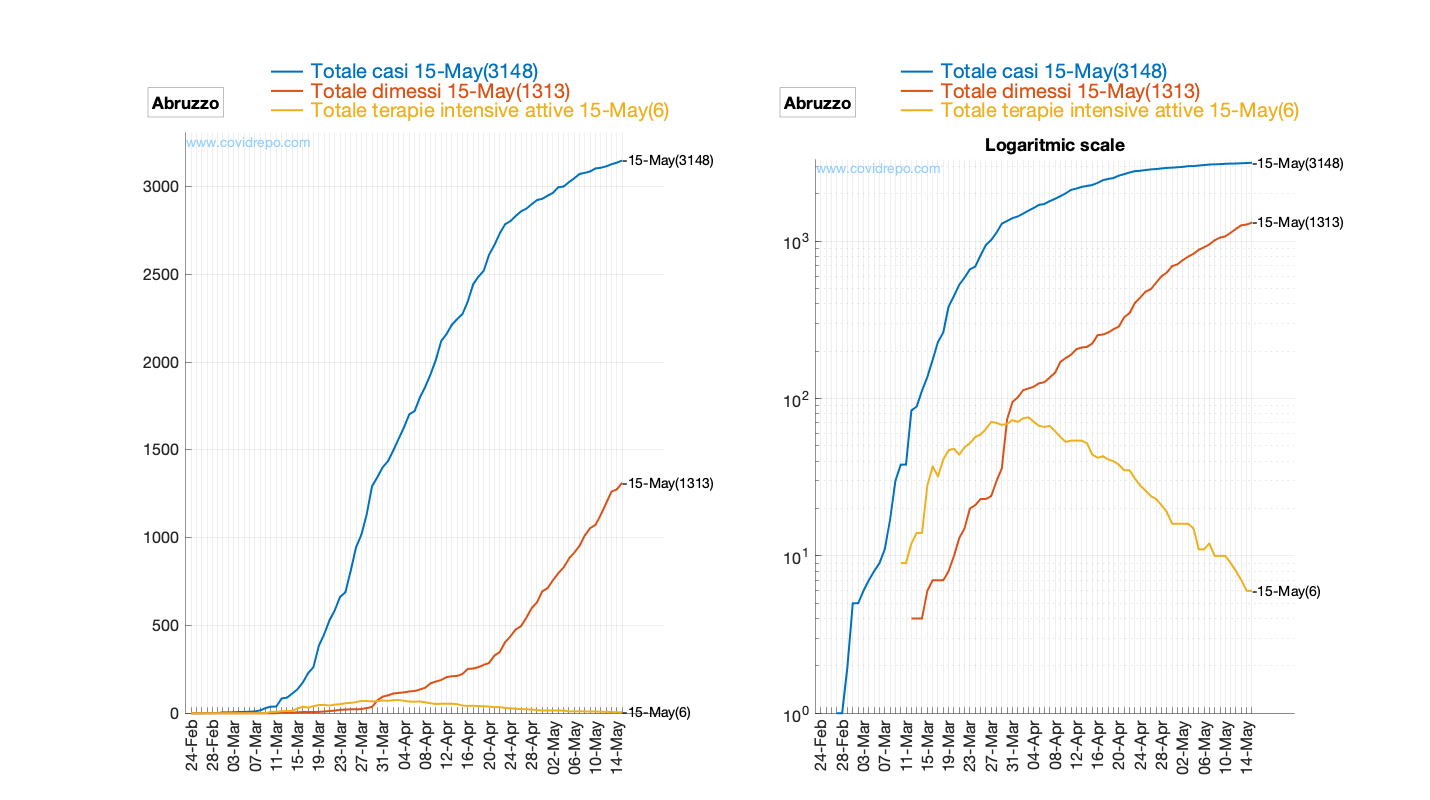 Totale casi 15-May(3148)
Totale dimessi 15-May(1313)
Totale terapie intensive attive 15-May(6)
Abruzzo
www.covidrepo.com
15-May(3148)
3000
2500
2000
1500
15-May(1313)
1000
500
0
15-May(6)
24-Feb
28-Feb
03-Mar
07-Mar
11-Mar
15-Mar
19-Mar
23-Mar
27-Mar
31-Mar
04-Apr
08-Apr
12-Apr
16-Apr
20-Apr
24-Apr
28-Apr
02-May
06-May
10-May
14-May
Totale casi 15-May(3148)
Totale dimessi 15-May(1313)
Totale terapie intensive attive 15-May(6)
Abruzzo
Logaritmic scale
www.covidrepo.com
15-May(3148)
15-May(1313)
10³
10²
10¹
15-May(6)
10⁰
24-Feb
28-Feb
03-Mar
07-Mar
11-Mar
15-Mar
19-Mar
23-Mar
27-Mar
31-Mar
04-Apr
08-Apr
12-Apr
16-Apr
20-Apr
24-Apr
28-Apr
02-May
06-May
10-May
14-May